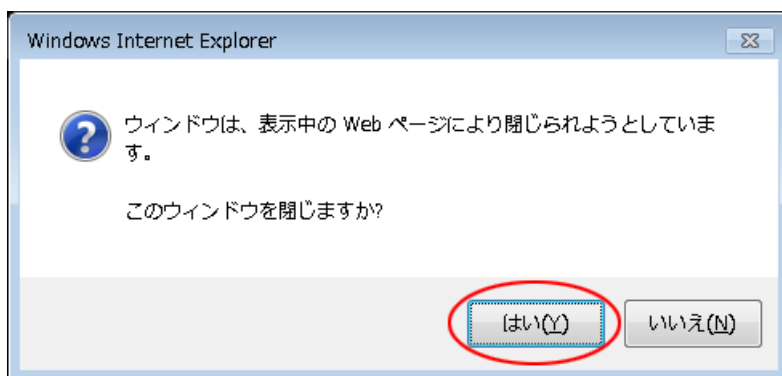 Windows Internet Explorer
ウィンドウは、表示中の Web ページにより閉じられようとしていま
す。
このウィンドウを閉じますか?
はい(Y) いいえ(N)